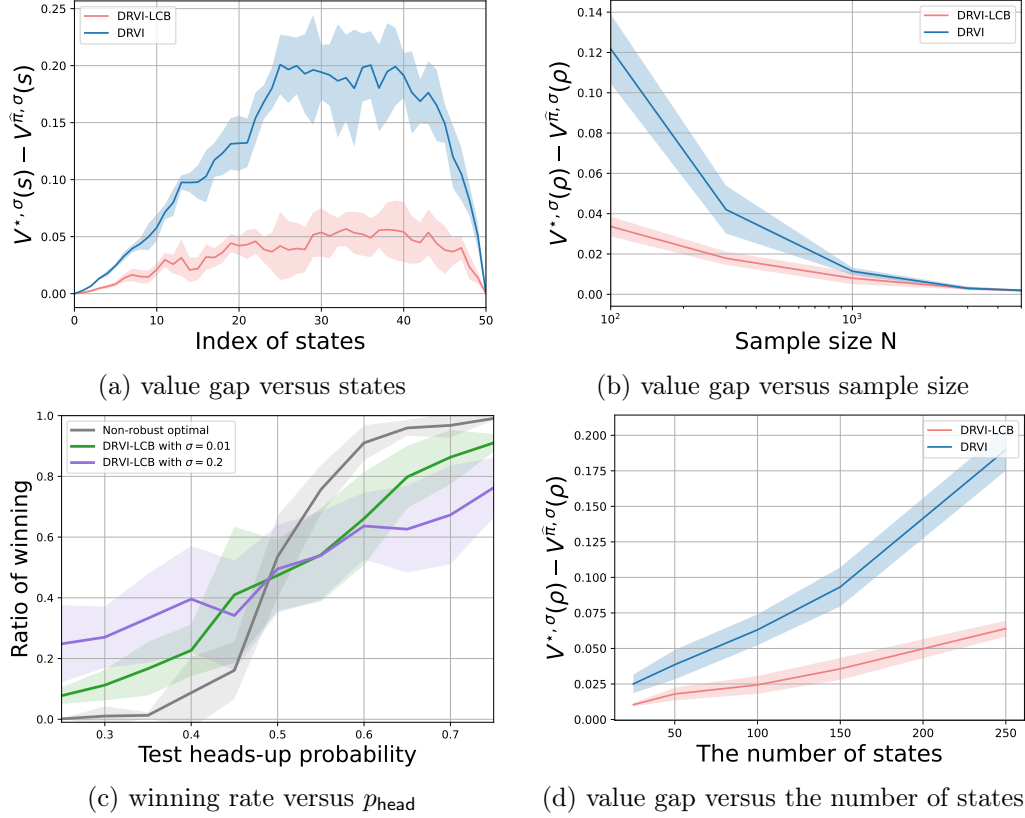 DRVI-LCB
DRVI
V^{⋆,σ}(s) − V^{π̂,σ}(s)
0.25
0.20
0.15
0.10
0.05
0.00
0 10 20 30 40 50
Index of states
(a) value gap versus states
DRVI-LCB
DRVI
V^{⋆,σ}(ρ) − V^{π̂,σ}(ρ)
0.14
0.12
0.10
0.08
0.06
0.04
0.02
0.00
10² 10³
Sample size N
(b) value gap versus sample size
Non-robust optimal
DRVI-LCB with σ = 0.01
DRVI-LCB with σ = 0.2
Ratio of winning
1.0
0.8
0.6
0.4
0.2
0.0
0.3 0.4 0.5 0.6 0.7
Test heads-up probability
(c) winning rate versus p_head
DRVI-LCB
DRVI
V^{⋆,σ}(ρ) − V^{π̂,σ}(ρ)
0.200
0.175
0.150
0.125
0.100
0.075
0.050
0.025
0.000
50 100 150 200 250
The number of states
(d) value gap versus the number of states